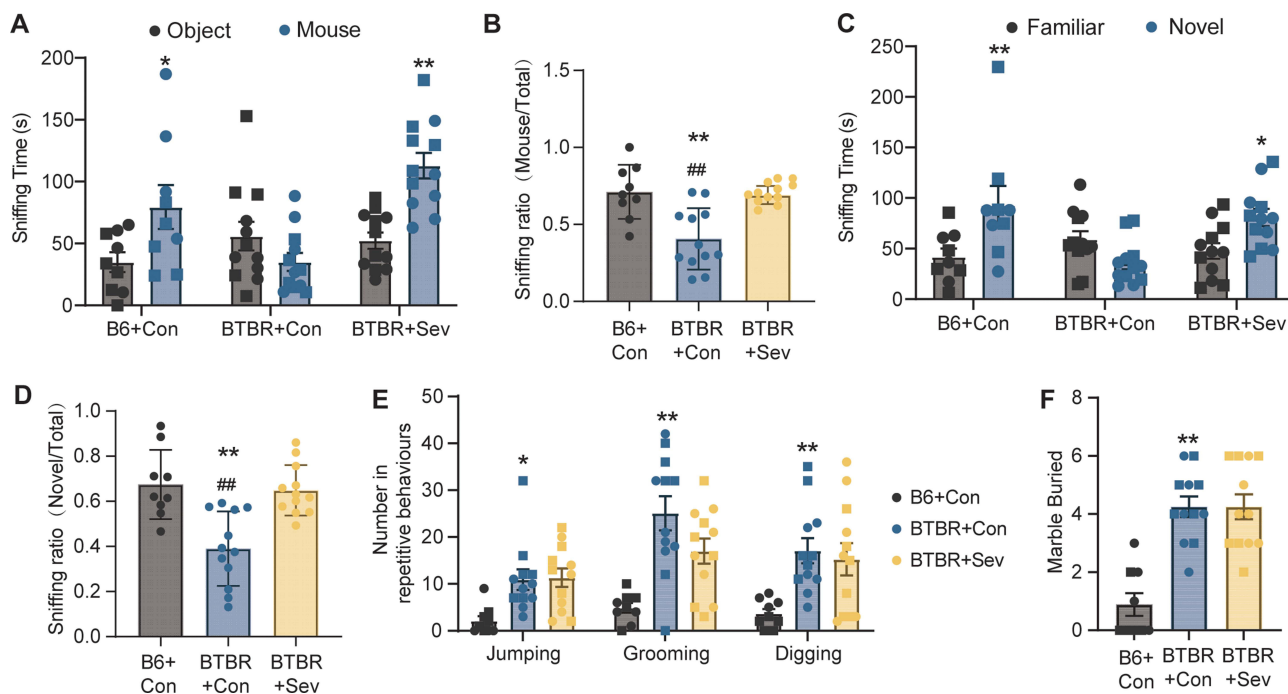 A
Object
Mouse
Sniffing Time (s)
200
150
100
50
0
*
**
B6+Con
BTBR+Con
BTBR+Sev
B
Sniffing ratio（Mouse/Total)
1.5
1.0
0.5
0.0
**
##
B6+
Con
BTBR
+Con
BTBR
+Sev
C
Familiar
Novel
Sniffing Time (s)
250
200
150
100
50
0
**
*
B6+Con
BTBR+Con
BTBR+Sev
D
Sniffing ratio（Novel/Total)
1.0
0.8
0.6
0.4
0.2
0.0
**
##
B6+
Con
BTBR
+Con
BTBR
+Sev
E
Number in
repetitive behaviours
50
40
30
20
10
0
*
**
**
Jumping
Grooming
Digging
B6+Con
BTBR+Con
BTBR+Sev
F
Marble Buried
8
6
4
2
0
**
B6+
Con
BTBR
+Con
BTBR
+Sev